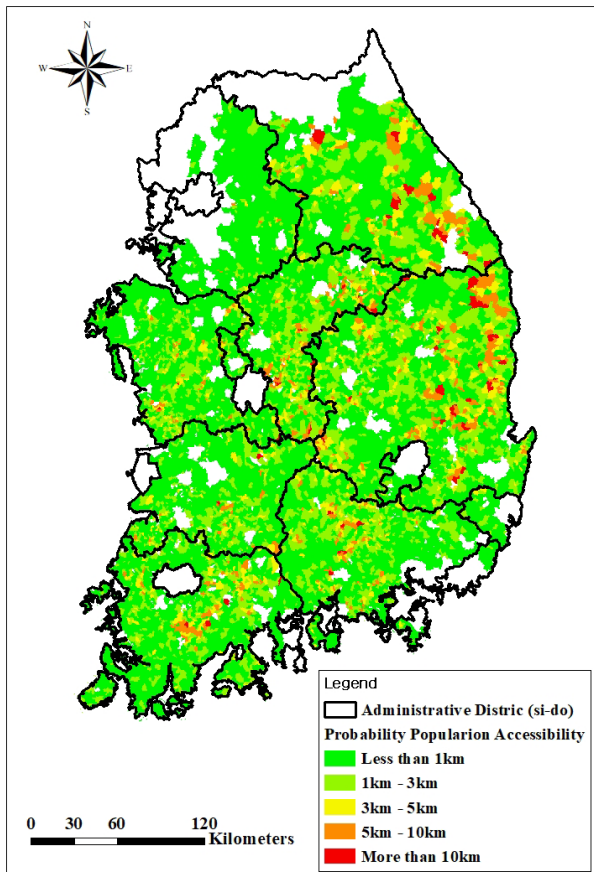 N
W E
S
Legend
Administrative Distric (si-do)
Probability Popularion Accessibility
Less than 1km
1km - 3km
3km - 5km
5km - 10km
More than 10km
0 30 60 120
Kilometers